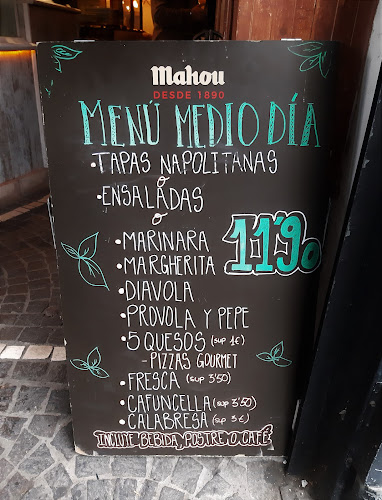 mahou
DESDE 1890
MENÚ MEDIO DÍA
•TAPAS NAPOLITANAS
o
•ENSALADAS
o
•MARINARA
•MARGHERITA
11'90
•DIAVOLA
•PROVOLA Y PEPE
•5 QUESOS (sup 1€)
-PIZZAS GOURMET
•FRESCA (sup 3'50)
•CAFUNCELLA (sup 3'50)
•CALABRESA (sup 3€)
INCLUYE BEBIDA, POSTRE O CAFÉ